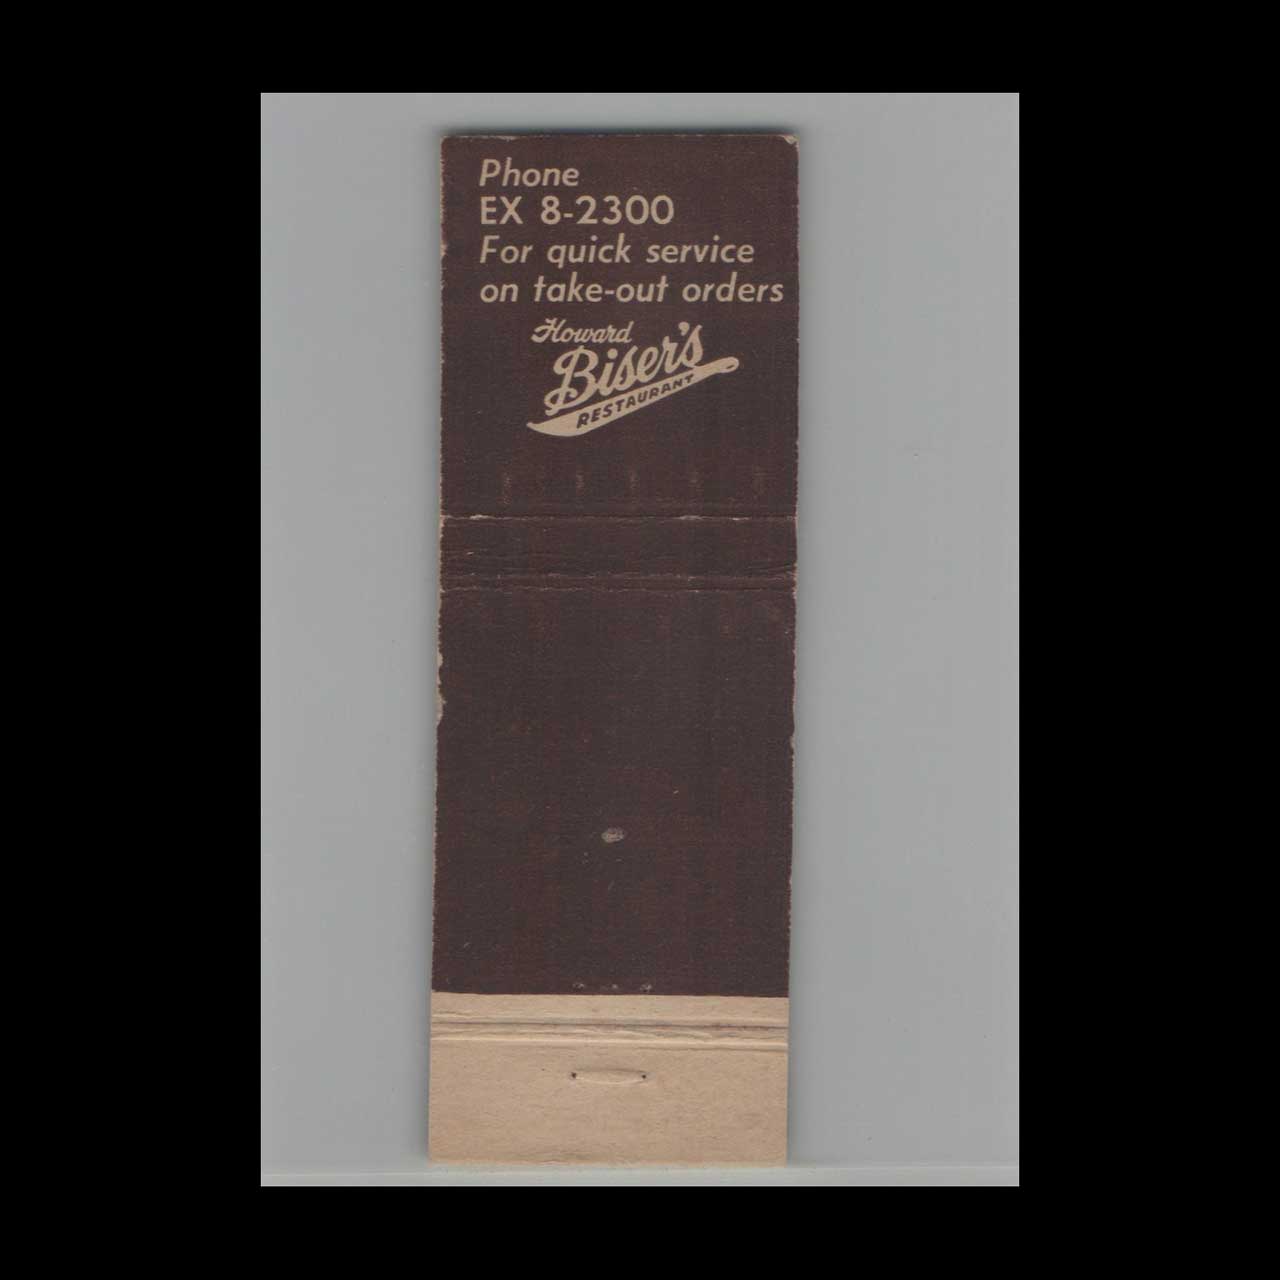 Phone
EX 8-2300
For quick service
on take-out orders
Howard
Biser's
RESTAURANT